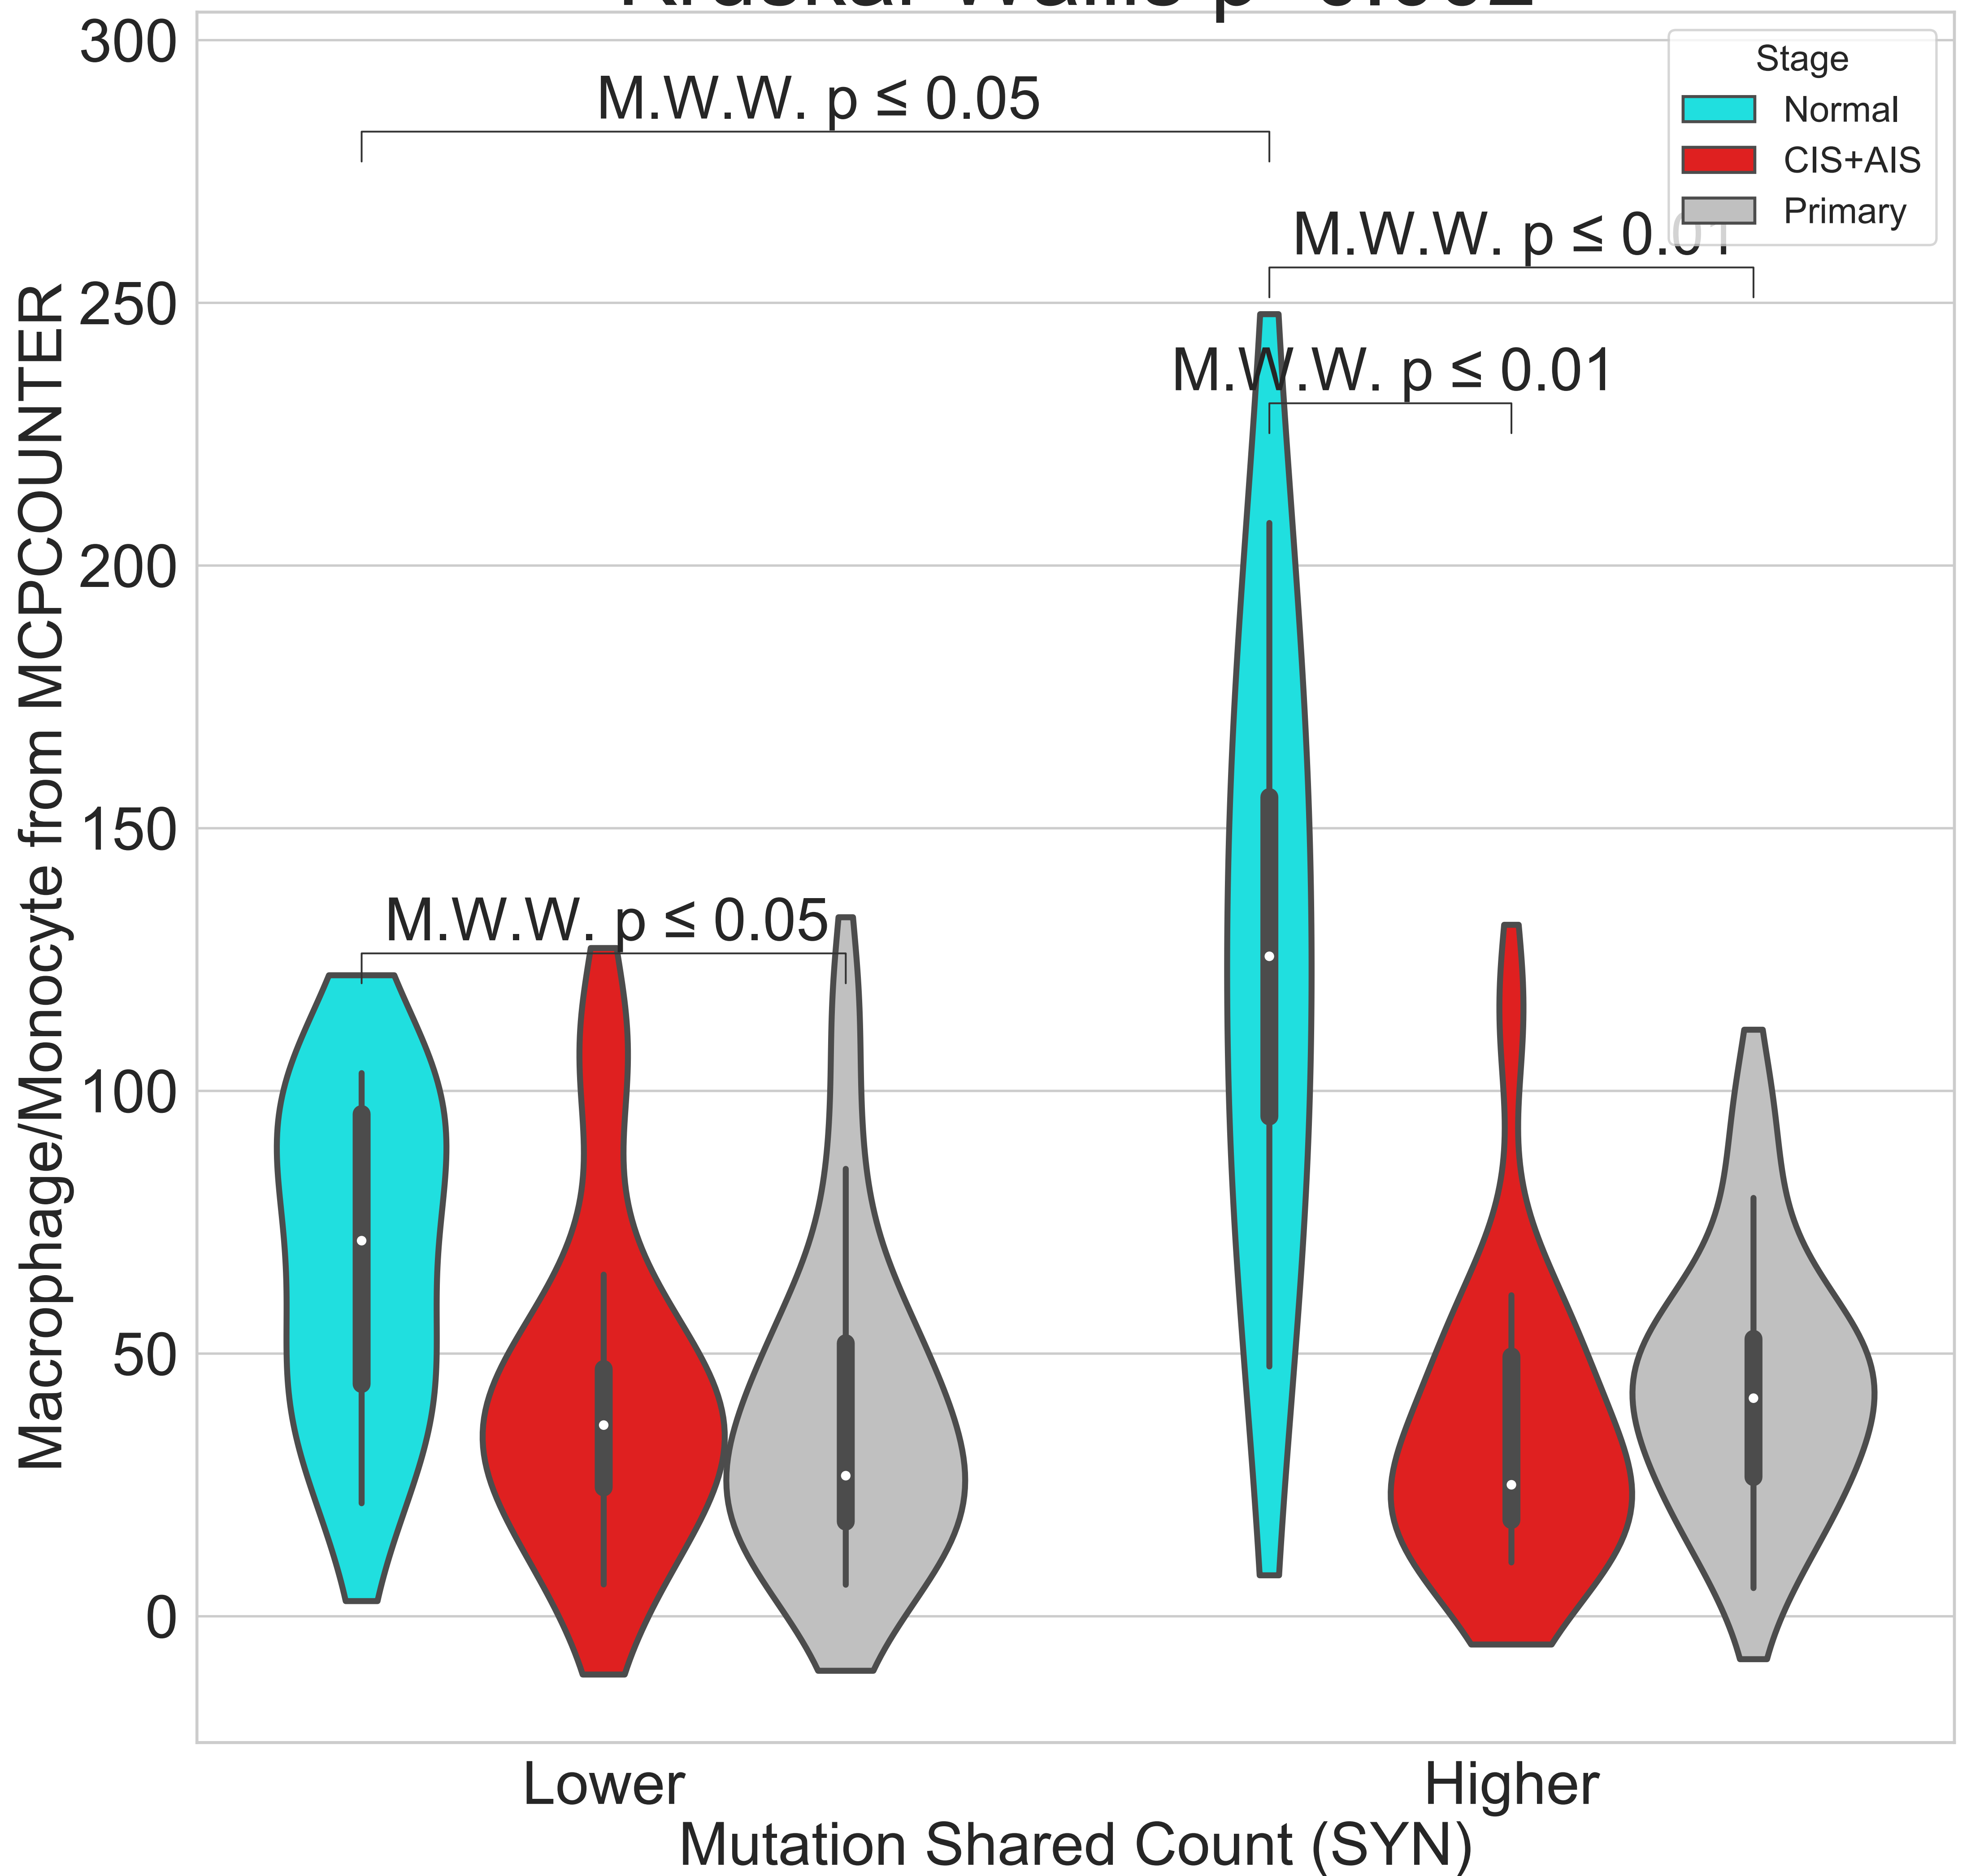 300
M.W.W. p ≤ 0.05
Stage
Normal
CIS+AIS
Primary
M.W.W. p ≤ 0.01
250
M.W.W. p ≤ 0.01
200
150
M.W.W. p ≤ 0.05
100
50
0
Macrophage/Monocyte from MCPCOUNTER
Lower
Higher
Mutation Shared Count (SYN)